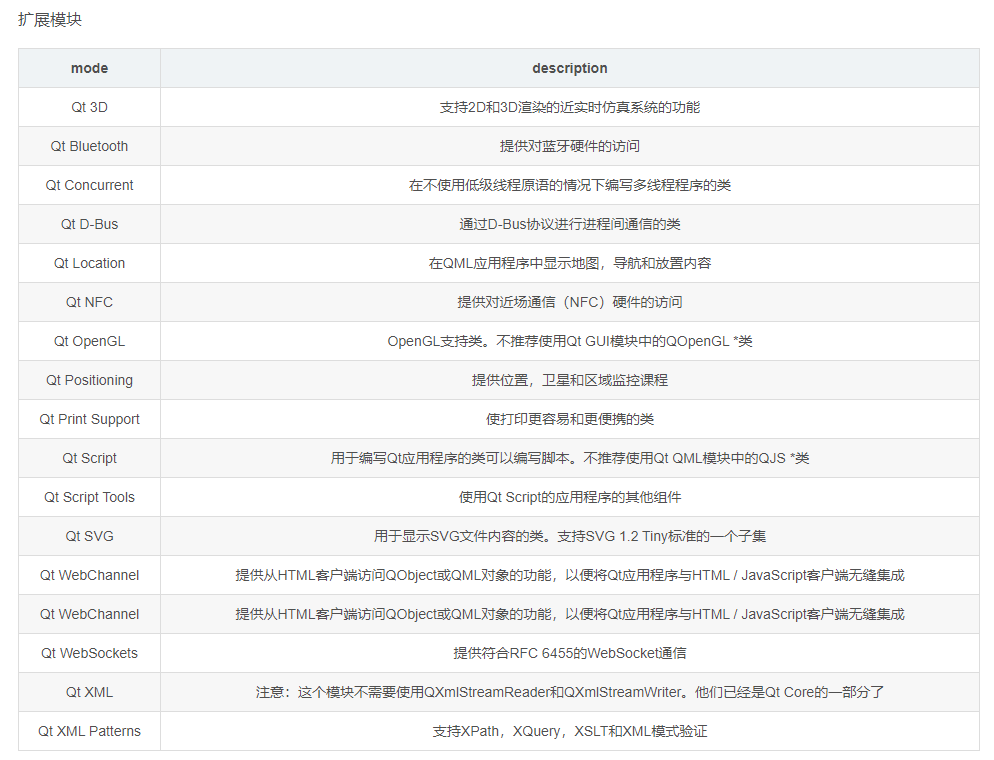 扩展模块
mode description
Qt 3D 支持2D和3D渲染的近实时仿真系统的功能
Qt Bluetooth 提供对蓝牙硬件的访问
Qt Concurrent 在不使用低级线程原语的情况下编写多线程程序的类
Qt D-Bus 通过D-Bus协议进行进程间通信的类
Qt Location 在QML应用程序中显示地图，导航和放置内容
Qt NFC 提供对近场通信（NFC）硬件的访问
Qt OpenGL OpenGL支持类。不推荐使用Qt GUI模块中的QOpenGL *类
Qt Positioning 提供位置，卫星和区域监控课程
Qt Print Support 使打印更容易和更便携的类
Qt Script 用于编写Qt应用程序的类可以编写脚本。不推荐使用Qt QML模块中的QJS *类
Qt Script Tools 使用Qt Script的应用程序的其他组件
Qt SVG 用于显示SVG文件内容的类。支持SVG 1.2 Tiny标准的一个子集
Qt WebChannel 提供从HTML客户端访问QObject或QML对象的功能，以便将Qt应用程序与HTML / JavaScript客户端无缝集成
Qt WebChannel 提供从HTML客户端访问QObject或QML对象的功能，以便将Qt应用程序与HTML / JavaScript客户端无缝集成
Qt WebSockets 提供符合RFC 6455的WebSocket通信
Qt XML 注意：这个模块不需要使用QXmlStreamReader和QXmlStreamWriter。他们已经是Qt Core的一部分了
Qt XML Patterns 支持XPath，XQuery，XSLT和XML模式验证